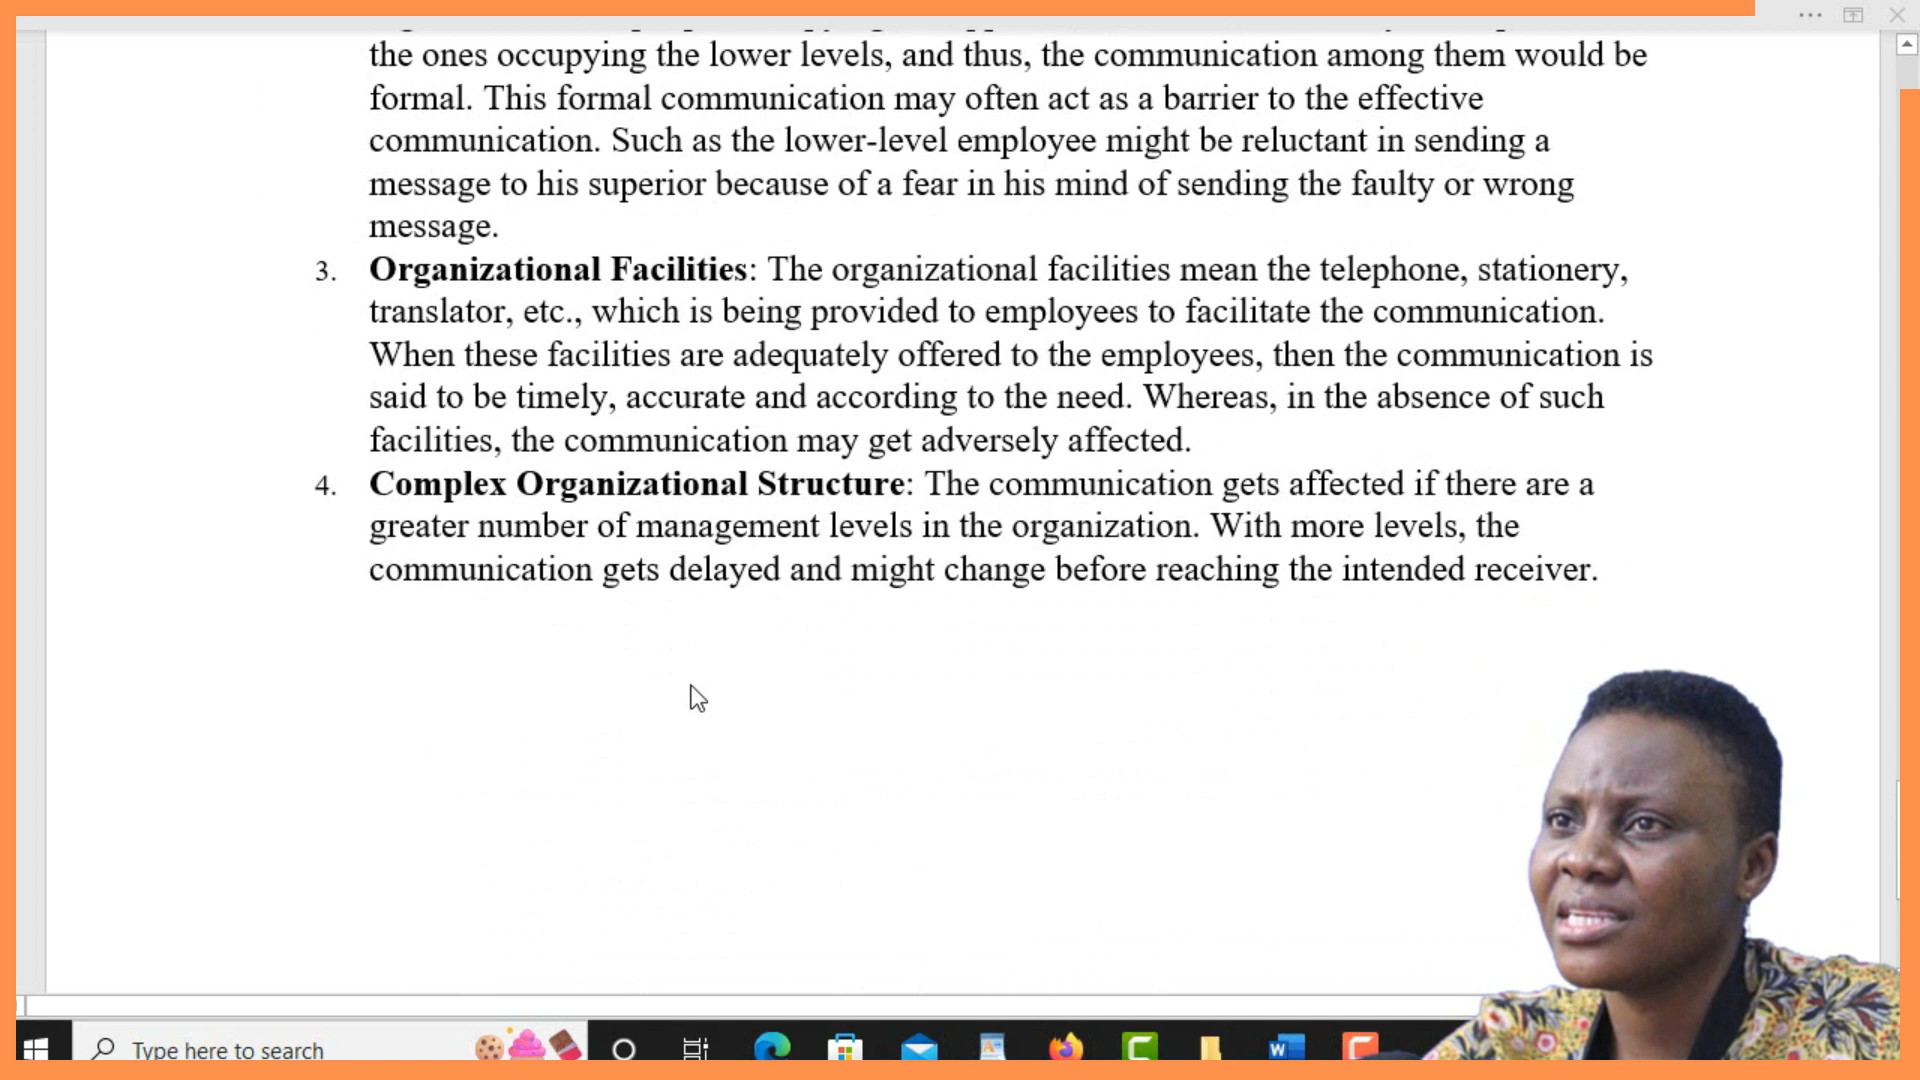 the ones occupying the lower levels, and thus, the communication among them would be
formal. This formal communication may often act as a barrier to the effective
communication. Such as the lower-level employee might be reluctant in sending a
message to his superior because of a fear in his mind of sending the faulty or wrong
message.
3. Organizational Facilities: The organizational facilities mean the telephone, stationery,
translator, etc., which is being provided to employees to facilitate the communication.
When these facilities are adequately offered to the employees, then the communication is
said to be timely, accurate and according to the need. Whereas, in the absence of such
facilities, the communication may get adversely affected.
4. Complex Organizational Structure: The communication gets affected if there are a
greater number of management levels in the organization. With more levels, the
communication gets delayed and might change before reaching the intended receiver.
Type here to search